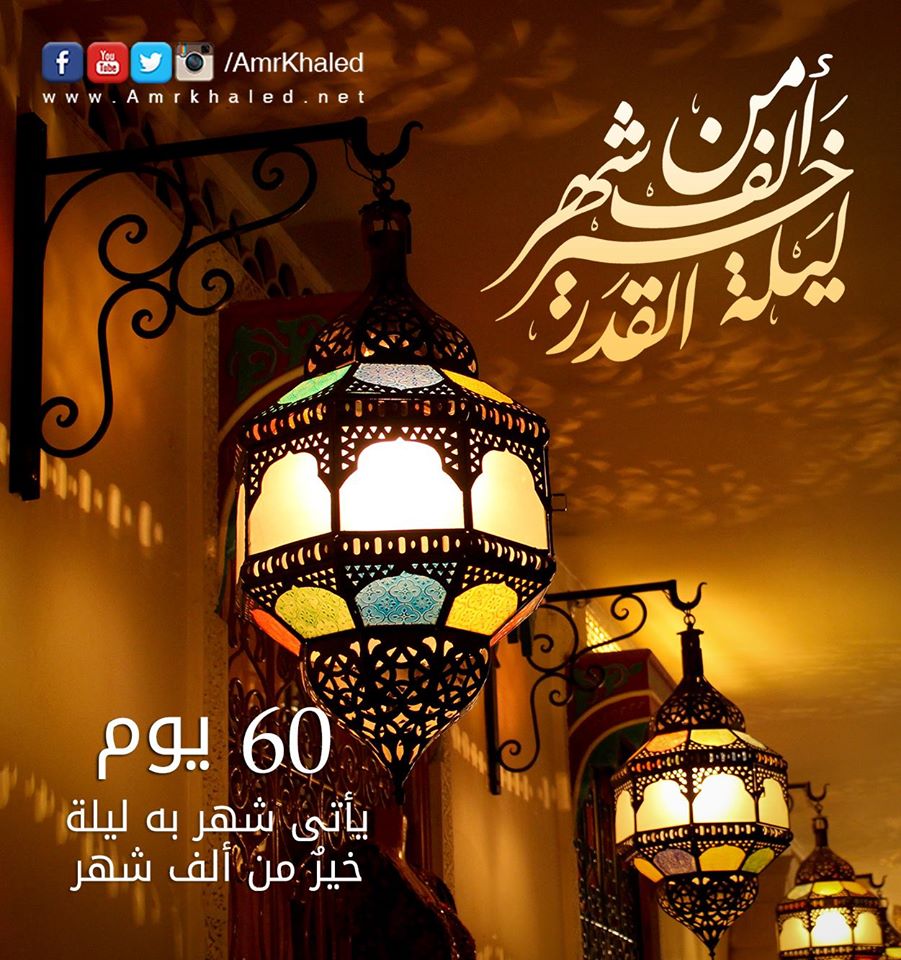 /AmrKhaled
www.Amrkhaled.net
ليلة القدر
خير من
ألف شهر
60 يوم
يأتى شهر به ليلة
خيرٌ من ألف شهر